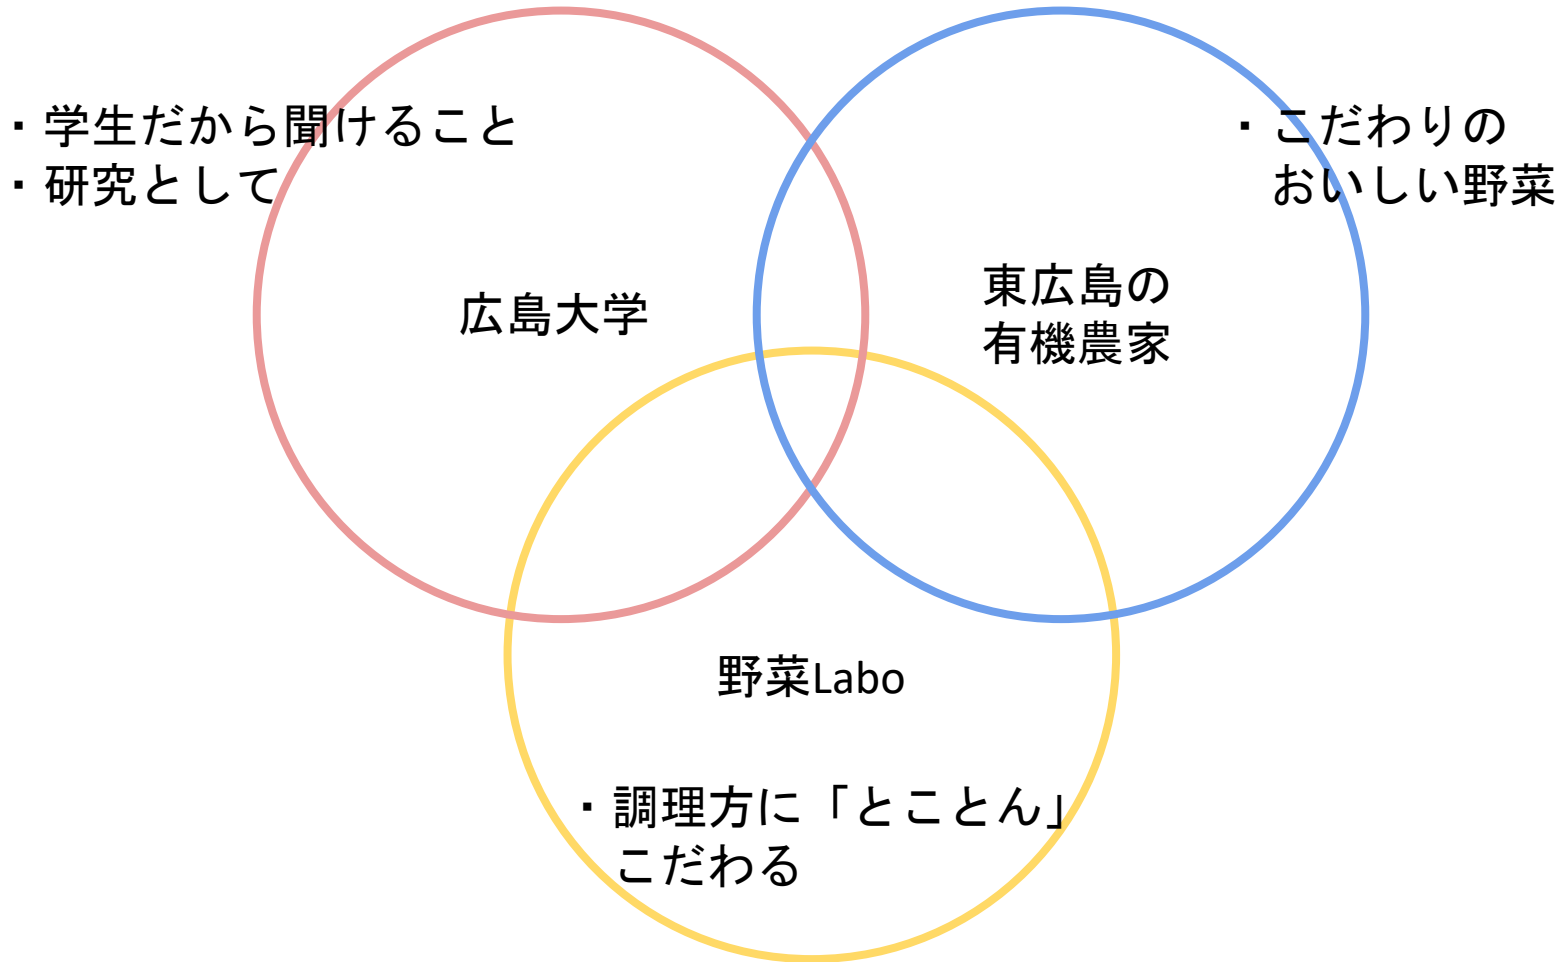 ・学生だから聞けること
・研究として
・こだわりの
おいしい野菜
広島大学
東広島の
有機農家
野菜Labo
・調理方に「とことん」
こだわる